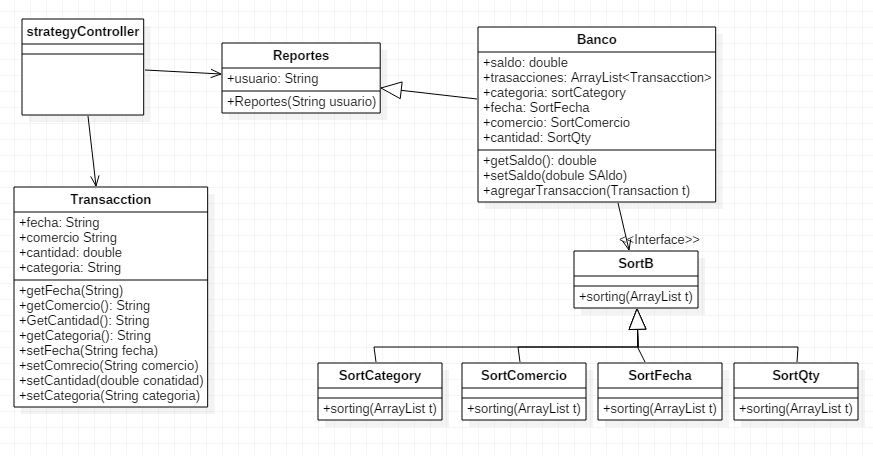 strategyController
Reportes
+usuario: String
+Reportes(String usuario)
Banco
+saldo: double
+trasacciones: ArrayList<Transacction>
+categoria: sortCategory
+fecha: SortFecha
+comercio: SortComercio
+cantidad: SortQty
+getSaldo(): double
+setSaldo(dobule SAldo)
+agregarTransaccion(Transaction t)
Transacction
+fecha: String
+comercio String
+cantidad: double
+categoria: String
+getFecha(String)
+getComercio(): String
+GetCantidad(): String
+getCategoria(): String
+setFecha(String fecha)
+setComrecio(String comercio)
+setCantidad(double conatidad)
+setCategoria(String categoria)
<<Interface>>
SortB
+sorting(ArrayList t)
SortCategory
+sorting(ArrayList t)
SortComercio
+sorting(ArrayList t)
SortFecha
+sorting(ArrayList t)
SortQty
+sorting(ArrayList t)